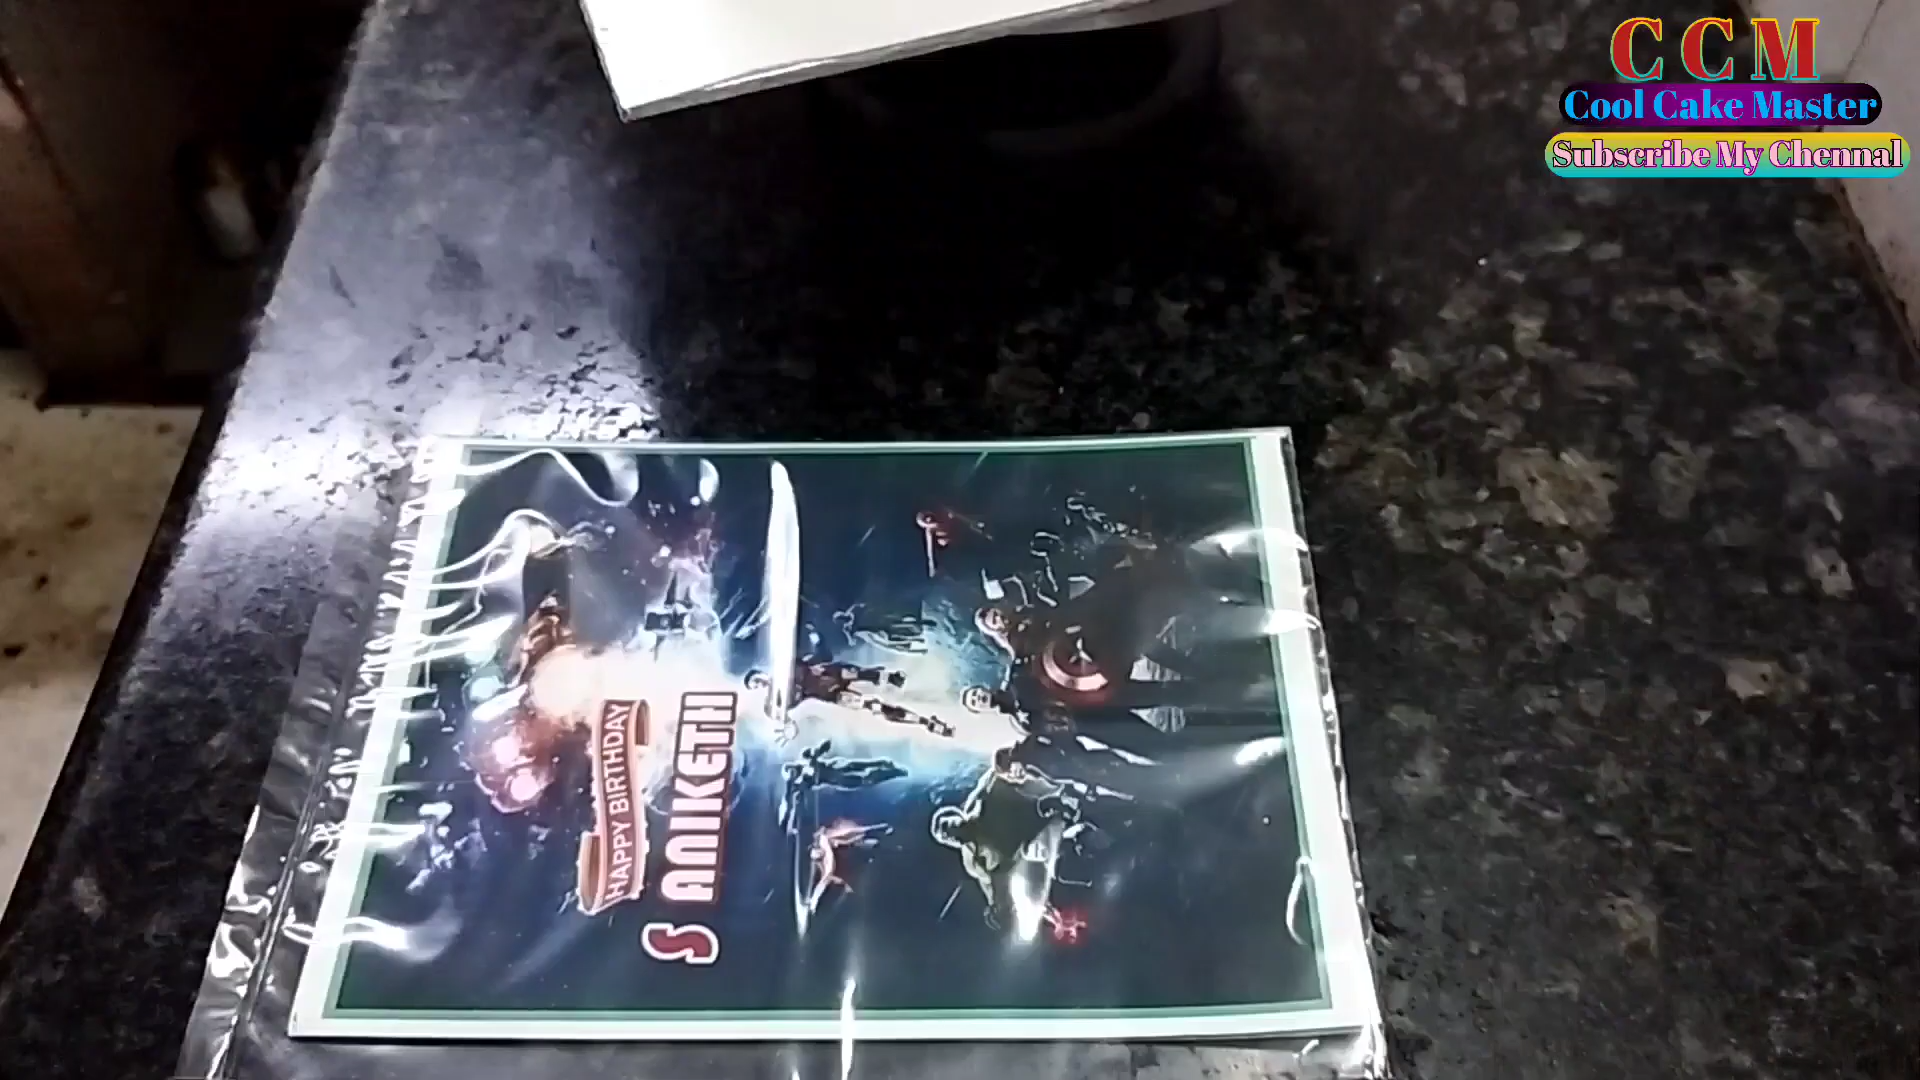 C C M
Cool Cake Master
Subscribe My Chennal
HAPPY BIRTHDAY
S ANIKETH